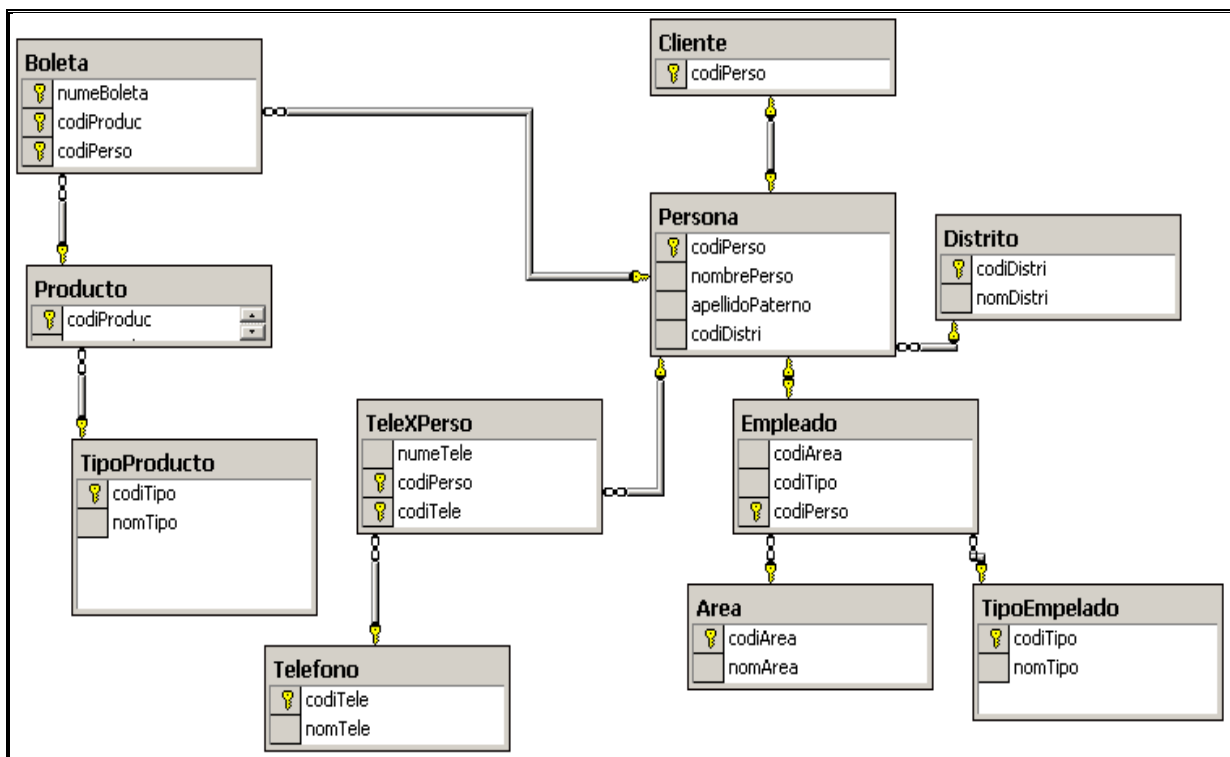 Boleta
numeBoleta
codiProduc
codiPerso
Cliente
codiPerso
Persona
codiPerso
nombrePerso
apellidoPaterno
codiDistri
Distrito
codiDistri
nomDistri
Producto
codiProduc
TipoProducto
codiTipo
nomTipo
TeleXPerso
numeTele
codiPerso
codiTele
Empleado
codiArea
codiTipo
codiPerso
Telefono
codiTele
nomTele
Area
codiArea
nomArea
TipoEmpelado
codiTipo
nomTipo